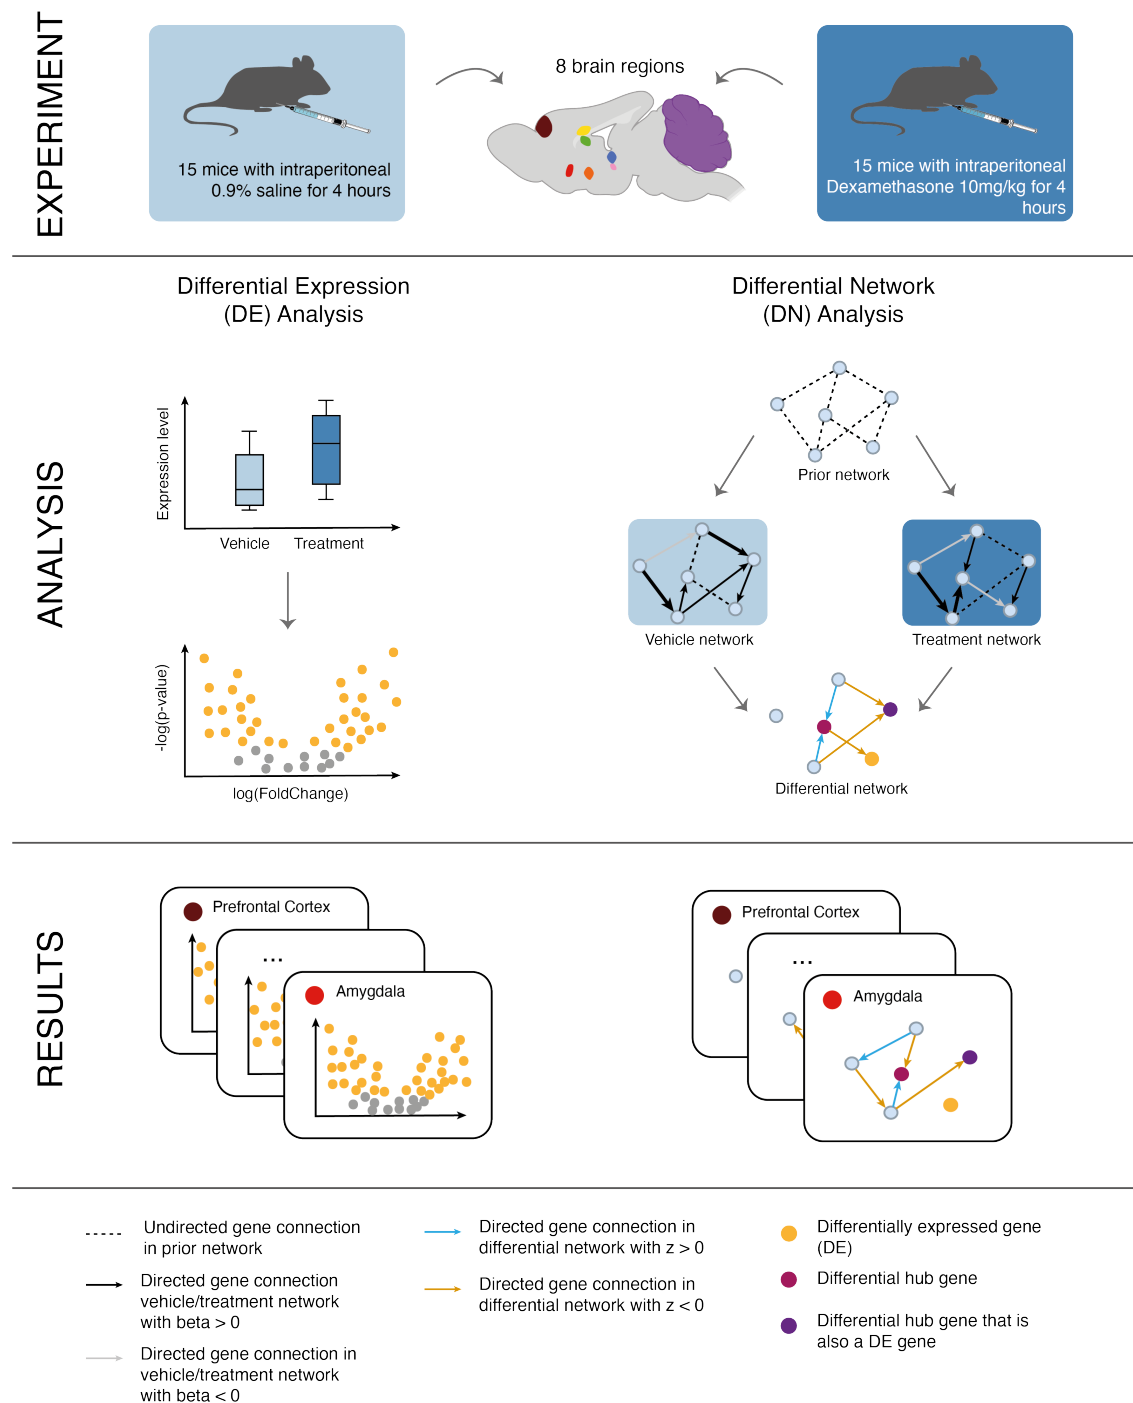 EXPERIMENT
15 mice with intraperitoneal
0.9% saline for 4 hours
8 brain regions
15 mice with intraperitoneal
Dexamethasone 10mg/kg for 4
hours
ANALYSIS
Differential Expression
(DE) Analysis
Expression level
Vehicle
Treatment
-log(p-value)
log(FoldChange)
Differential Network
(DN) Analysis
Prior network
Vehicle network
Treatment network
Differential network
RESULTS
Prefrontal Cortex
...
Amygdala
Prefrontal Cortex
...
Amygdala
Undirected gene connection
in prior network
Directed gene connection
vehicle/treatment network
with beta > 0
Directed gene connection in
vehicle/treatment network
with beta < 0
Directed gene connection in
differential network with z > 0
Directed gene connection in
differential network with z < 0
Differentially expressed gene
(DE)
Differential hub gene
Differential hub gene that is
also a DE gene